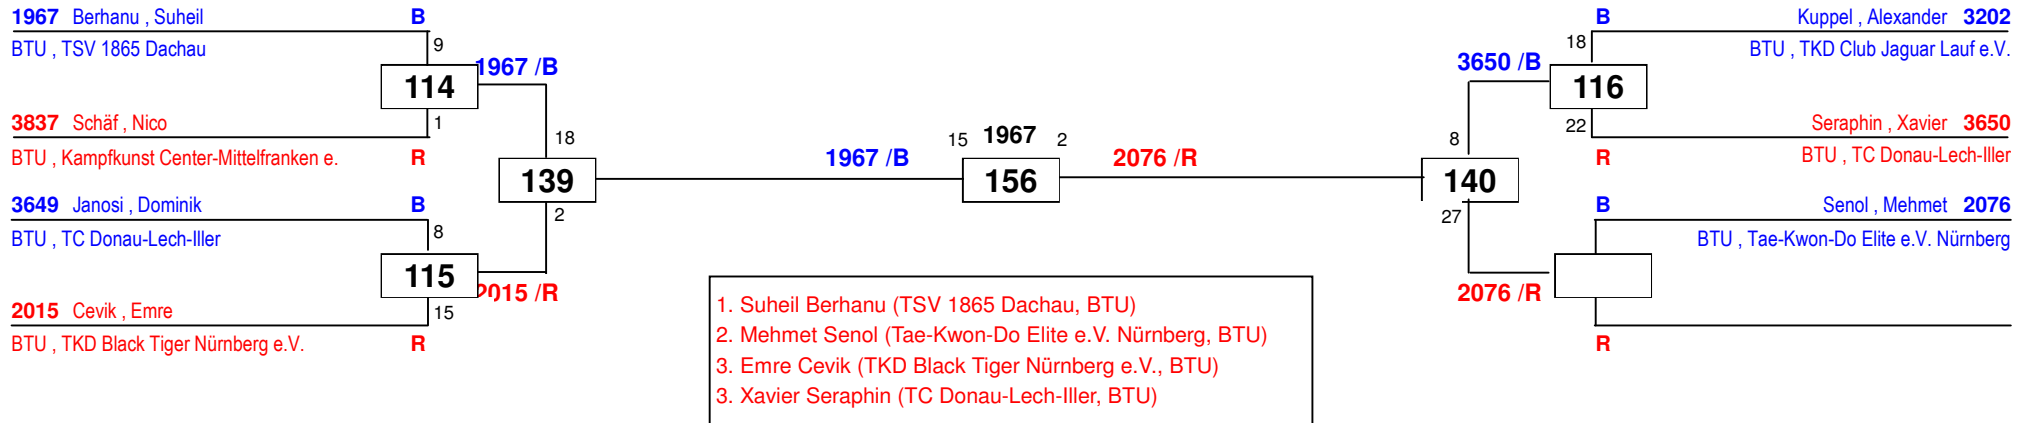 1967 Berhanu , Suheil B
BTU , TSV 1865 Dachau
9
114
1967 /B
1
3837 Schäf , Nico
BTU , Kampfkunst Center-Mittelfranken e. R
18
139
2
3649 Janosi , Dominik B
BTU , TC Donau-Lech-Iller
8
115
2015 /R
15
2015 Cevik , Emre
BTU , TKD Black Tiger Nürnberg e.V. R
1967 /B
15 1967 2
156
2076 /R
B Kuppel , Alexander 3202
BTU , TKD Club Jaguar Lauf e.V.
18
3650 /B
116
22
Seraphin , Xavier 3650
R BTU , TC Donau-Lech-Iller
8
140
27
B Senol , Mehmet 2076
BTU , Tae-Kwon-Do Elite e.V. Nürnberg
2076 /R
R
1. Suheil Berhanu (TSV 1865 Dachau, BTU)
2. Mehmet Senol (Tae-Kwon-Do Elite e.V. Nürnberg, BTU)
3. Emre Cevik (TKD Black Tiger Nürnberg e.V., BTU)
3. Xavier Seraphin (TC Donau-Lech-Iller, BTU)